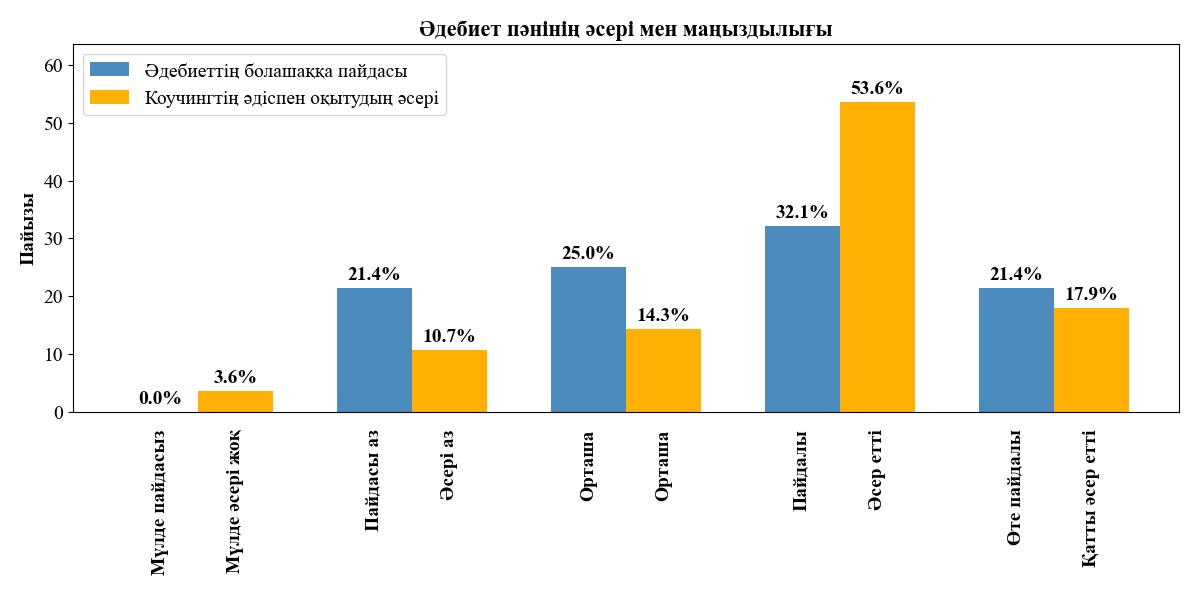 Әдебиет пәнінің әсері мен маңыздылығы
Әдебиеттің болашаққа пайдасы
Коучингтің әдіспен оқытудың әсері
Пайызы
60
50
40
30
20
10
0
0.0%
3.6%
21.4%
10.7%
25.0%
14.3%
32.1%
53.6%
21.4%
17.9%
Мүлде пайдасыз
Мүлде әсері жоқ
Пайдасы аз
Әсері аз
Орташа
Орташа
Пайдалы
Әсер етті
Өте пайдалы
Қатты әсер етті